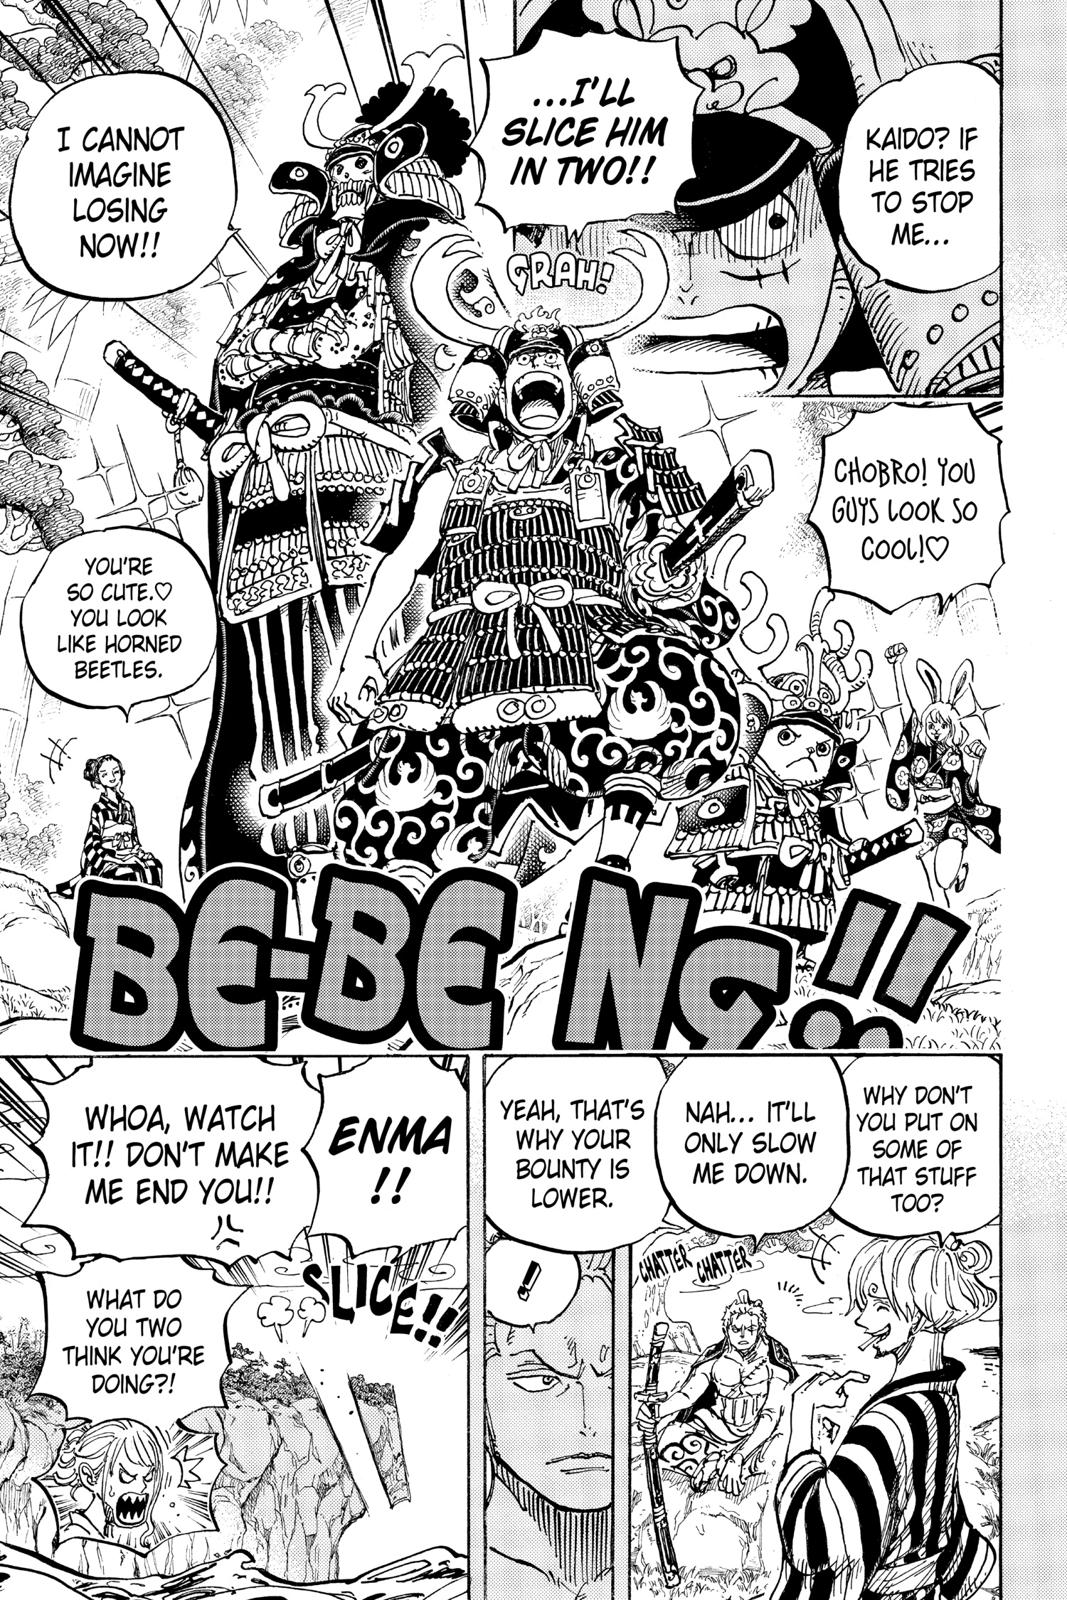 KAIDO? IF
HE TRIES
TO STOP
ME...
...I'LL
SLICE HIM
IN TWO!!
GRAH!
I CANNOT
IMAGINE
LOSING
NOW!!
CHOBRO! YOU
GUYS LOOK SO
COOL!♡
YOU'RE
SO CUTE.♡
YOU LOOK
LIKE HORNED
BEETLES.
BE-BE NG!!
WHY DON'T
YOU PUT ON
SOME OF
THAT STUFF
TOO?
NAH... IT'LL
ONLY SLOW
ME DOWN.
CHATTER
CHATTER
YEAH, THAT'S
WHY YOUR
BOUNTY IS
LOWER.
!
ENMA
!!
WHOA, WATCH
IT!! DON'T MAKE
ME END YOU!!
SLICE!!
WHAT DO
YOU TWO
THINK YOU'RE
DOING?!